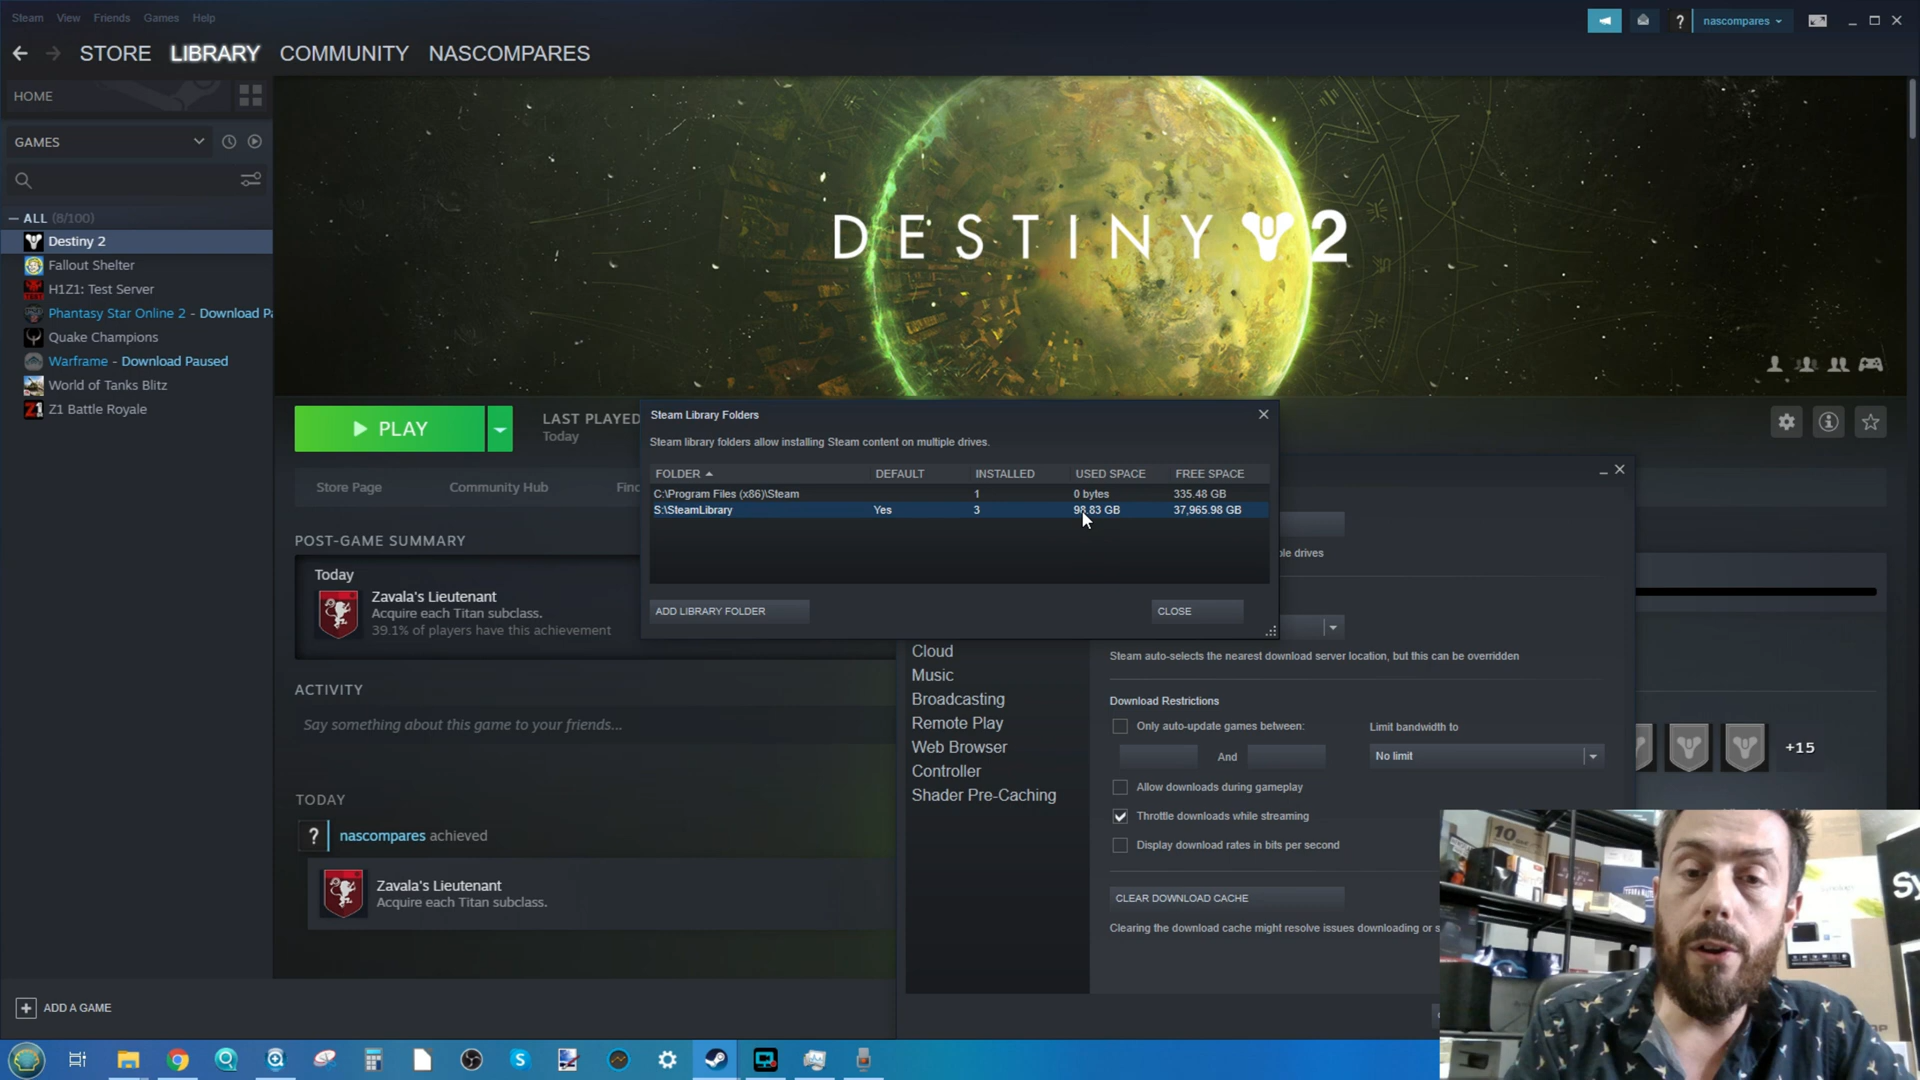 Steam View Friends Games Help
nascompares
?
STORE LIBRARY COMMUNITY NASCOMPARES
HOME
GAMES
— ALL (8/100)
Destiny 2
Fallout Shelter
H1Z1: Test Server
Phantasy Star Online 2 - Download Pa
Quake Champions
Warframe - Download Paused
World of Tanks Blitz
Z1 Battle Royale
DESTINY 2
PLAY
LAST PLAYED
Today
Store Page Community Hub Find
POST-GAME SUMMARY
Today
Zavala's Lieutenant
Acquire each Titan subclass.
39.1% of players have this achievement
ACTIVITY
Say something about this game to your friends...
TODAY
? nascompares achieved
Zavala's Lieutenant
Acquire each Titan subclass.
Steam Library Folders
Steam library folders allow installing Steam content on multiple drives.
FOLDER DEFAULT INSTALLED USED SPACE FREE SPACE
C:\Program Files (x86)\Steam 1 0 bytes 335.48 GB
S:\SteamLibrary Yes 3 98.83 GB 37,965.98 GB
ADD LIBRARY FOLDER CLOSE
ple drives
Cloud
Music
Broadcasting
Remote Play
Web Browser
Controller
Shader Pre-Caching
Steam auto-selects the nearest download server location, but this can be overridden
Download Restrictions
Only auto-update games between:
And
Limit bandwidth to
No limit
Allow downloads during gameplay
Throttle downloads while streaming
Display download rates in bits per second
CLEAR DOWNLOAD CACHE
Clearing the download cache might resolve issues downloading or s
+15
Sy
10
ADD A GAME